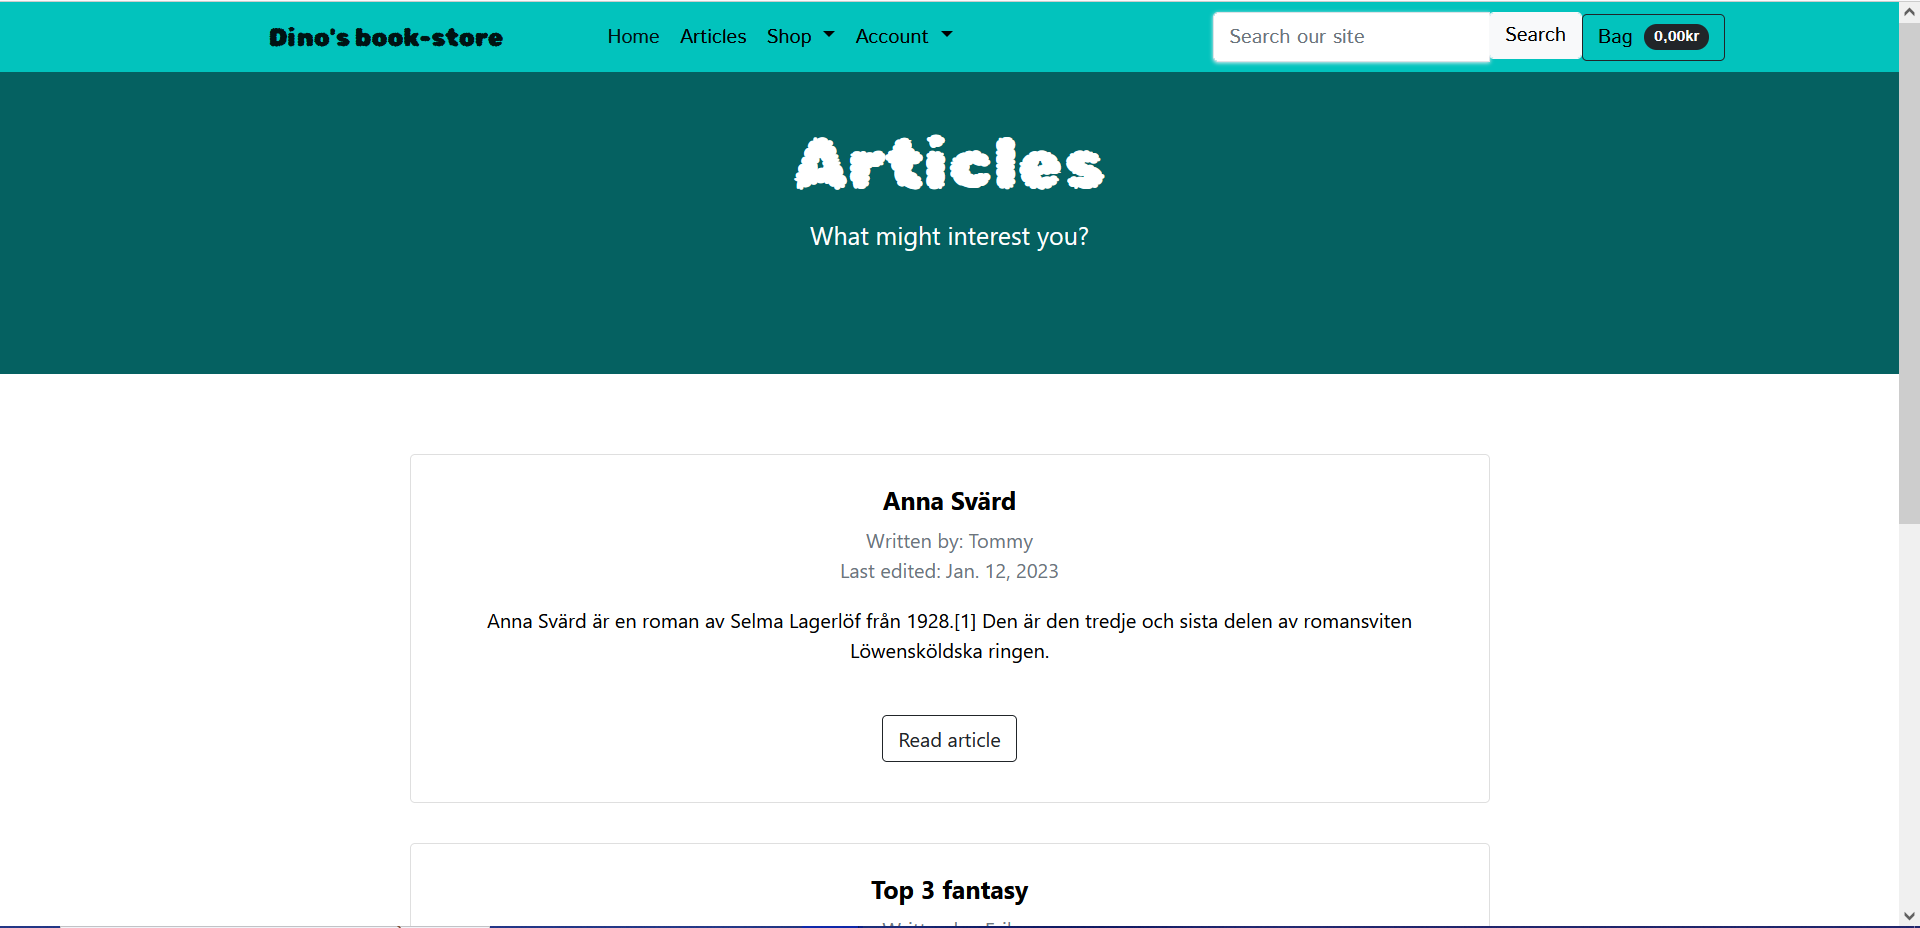 Dino's book-store
Home Articles Shop Account
Search our site Search Bag 0,00kr
Articles
What might interest you?
Anna Svärd
Written by: Tommy
Last edited: Jan. 12, 2023
Anna Svärd är en roman av Selma Lagerlöf från 1928.[1] Den är den tredje och sista delen av romansviten
Löwensköldska ringen.
Read article
Top 3 fantasy